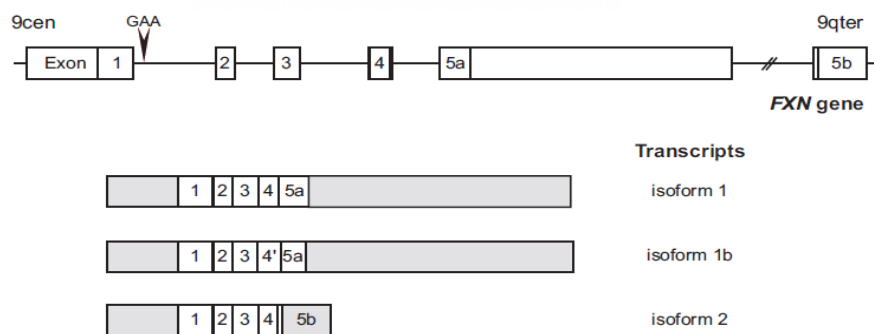 9cen GAA 9qter
Exon 1 2 3 4 5a 5b
FXN gene
Transcripts
1 2 3 4 5a isoform 1
1 2 3 4' 5a isoform 1b
1 2 3 4 5b isoform 2